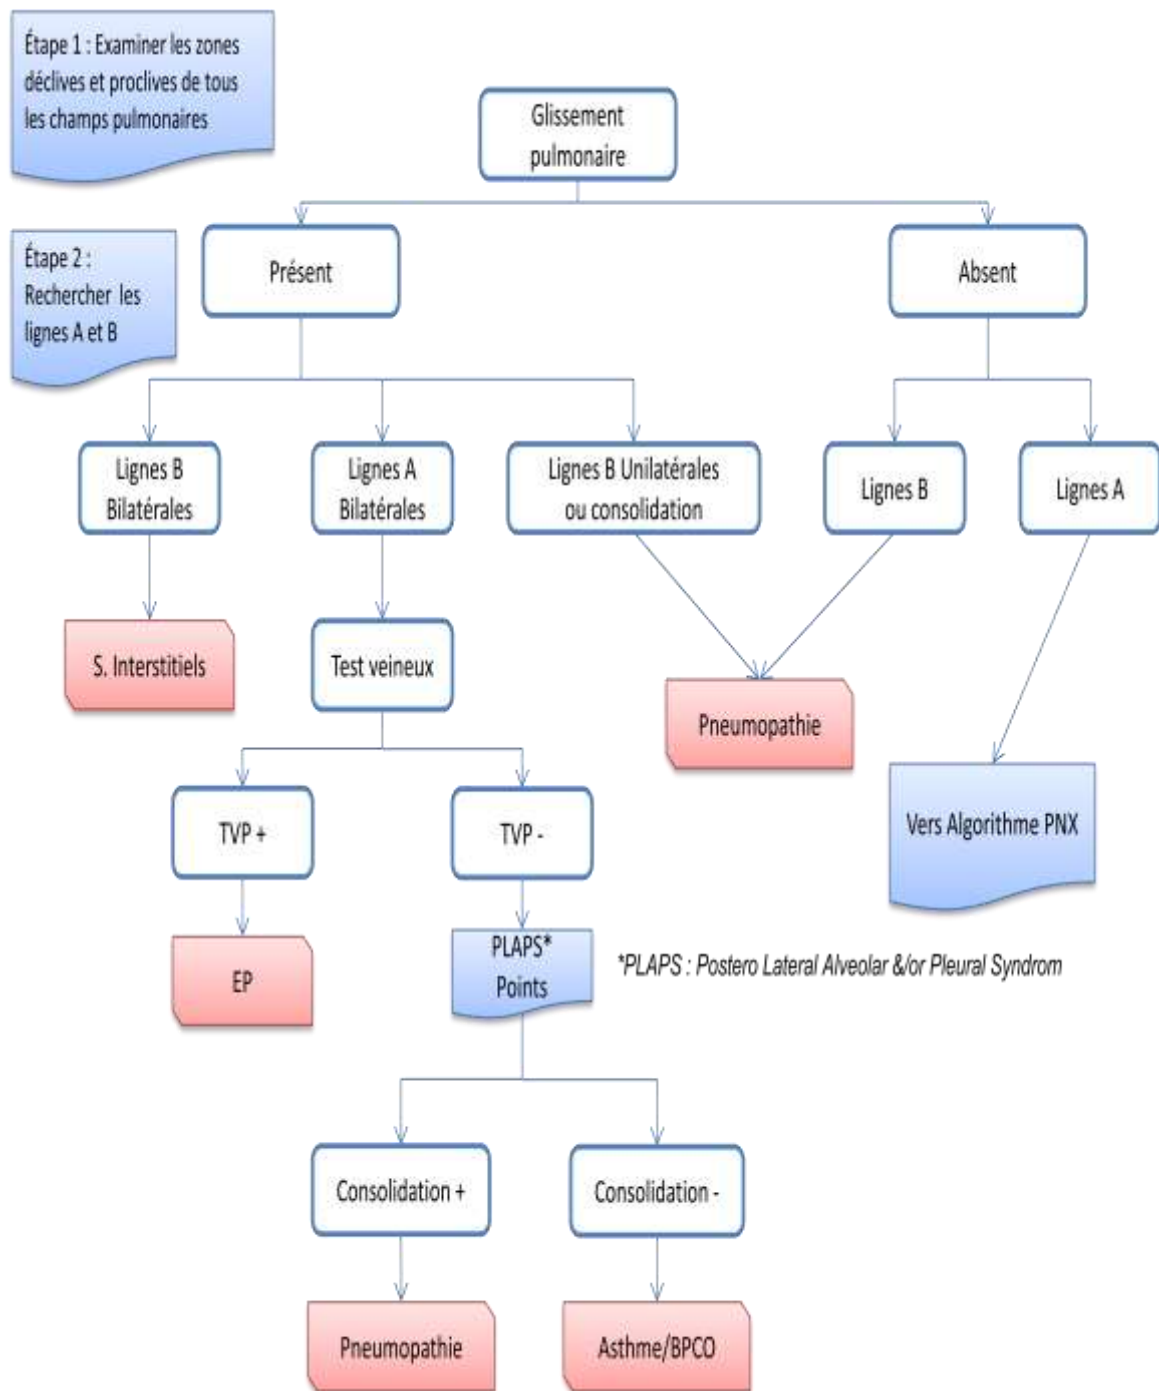 Étape 1 : Examiner les zones
déclives et proclives de tous
les champs pulmonaires
Glissement
pulmonaire
Étape 2 :
Rechercher les
lignes A et B
Présent
Absent
Lignes B
Bilatérales
Lignes A
Bilatérales
Lignes B Unilatérales
ou consolidation
Lignes B
Lignes A
S. Interstitiels
Test veineux
Pneumopathie
Vers Algorithme PNX
TVP +
TVP -
EP
PLAPS*
Points
*PLAPS : Postero Lateral Alveolar &/or Pleural Syndrom
Consolidation +
Consolidation -
Pneumopathie
Asthme/BPCO